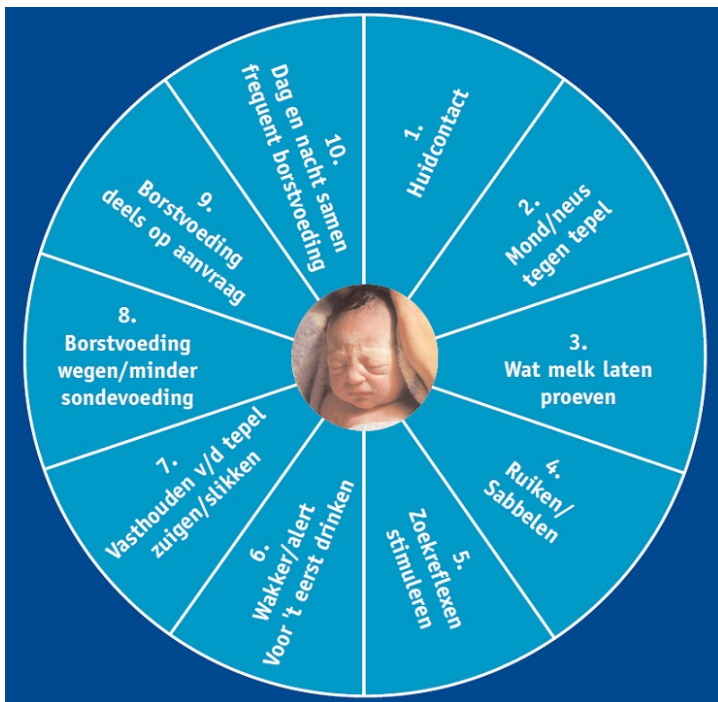 1.
Huidcontact
2.
Mond/neus
tegen tepel
3.
Wat melk laten
proeven
4.
Ruiken/
Sabbelen
5.
Zoekreflexen
stimuleren
6.
Wakker/alert
Voor 't eerst drinken
7.
Vasthouden v/d tepel
zuigen/slikken
8.
Borstvoeding
wegen/minder
sondevoeding
9.
Borstvoeding
deels op aanvraag
10.
Dag en nacht samen
frequent borstvoeding